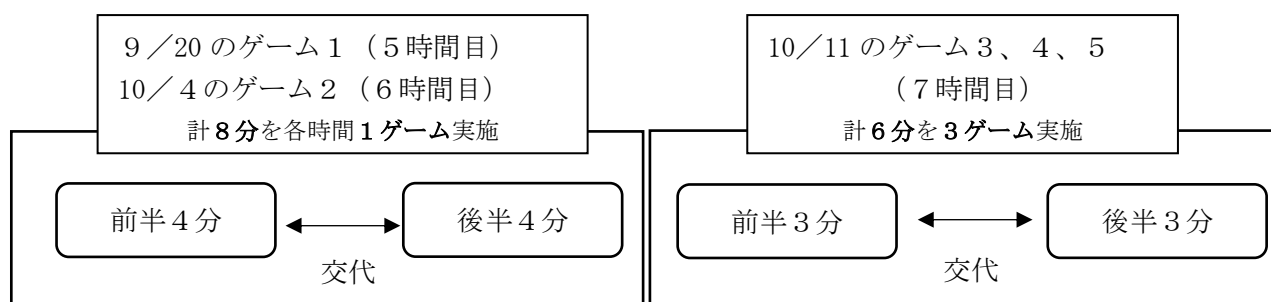 ９／20 のゲーム１（５時間目）
10／４のゲーム２（６時間目）
計８分を各時間１ゲーム実施
前半４分
後半４分
交代
10／11 のゲーム３、４、５
（７時間目）
計６分を３ゲーム実施
前半３分
後半３分
交代